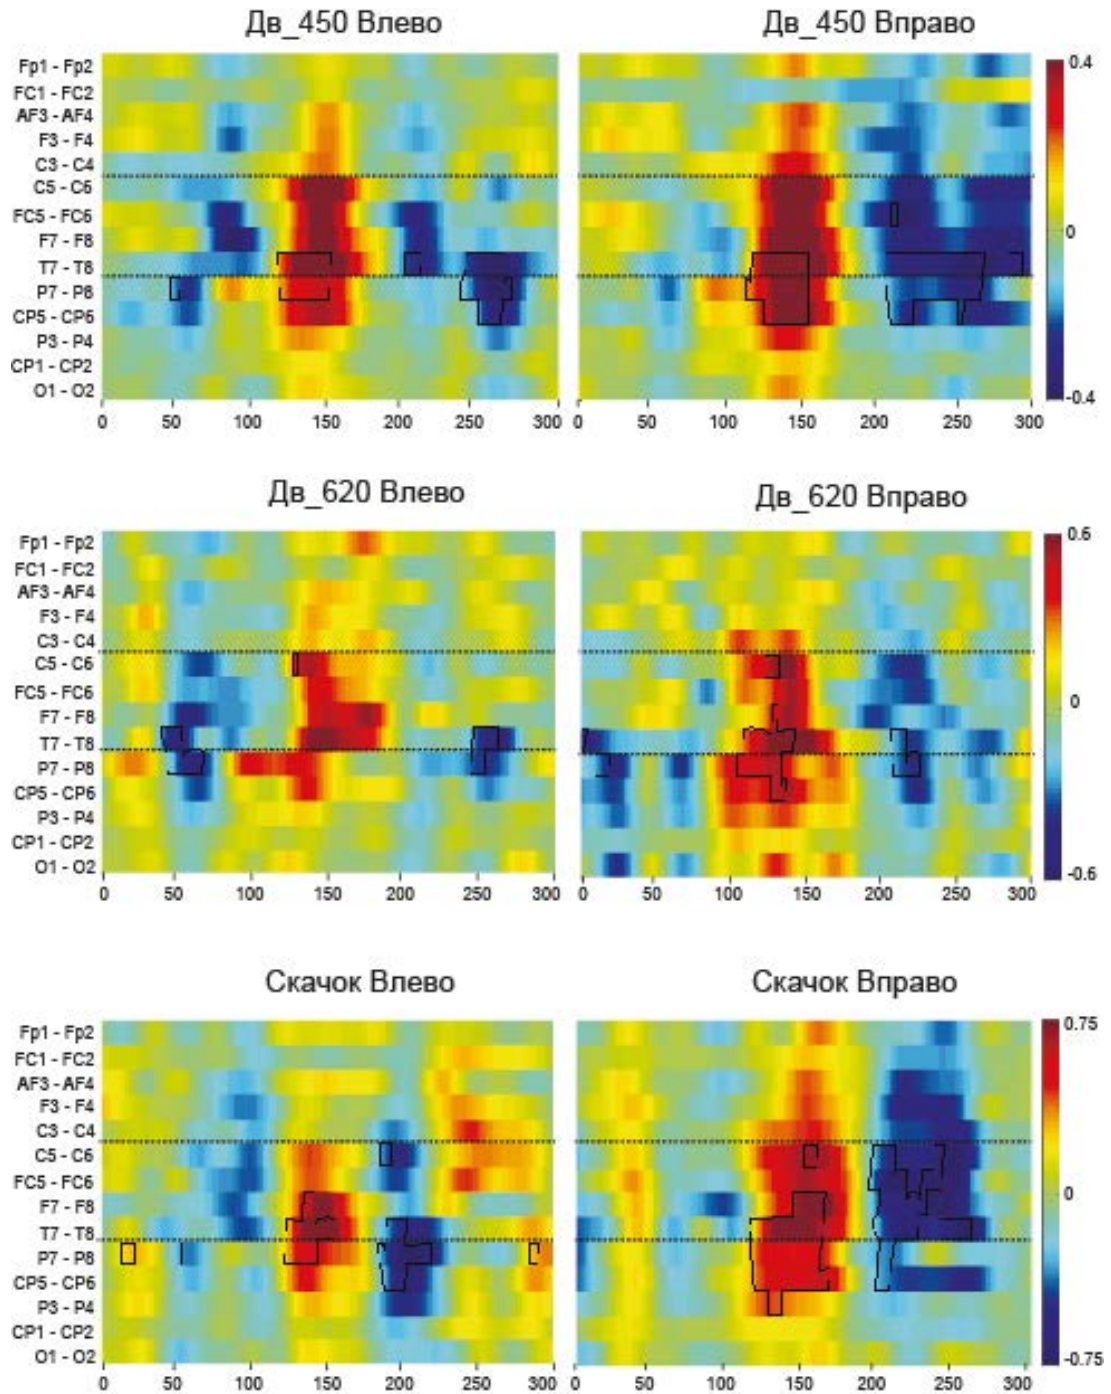 Дв_450 Влево
Дв_450 Вправо
Fp1 - Fp2
FC1 - FC2
AF3 - AF4
F3 - F4
C3 - C4
C5 - C6
FC5 - FC6
F7 - F8
T7 - T8
P7 - P8
CP5 - CP6
P3 - P4
CP1 - CP2
O1 - O2
0 50 100 150 200 250 300
0 50 100 150 200 250 300
0.4
0
-0.4
Дв_620 Влево
Дв_620 Вправо
Fp1 - Fp2
FC1 - FC2
AF3 - AF4
F3 - F4
C3 - C4
C5 - C6
FC5 - FC6
F7 - F8
T7 - T8
P7 - P8
CP5 - CP6
P3 - P4
CP1 - CP2
O1 - O2
0 50 100 150 200 250 300
0 50 100 150 200 250 300
0.6
0
-0.6
Скачок Влево
Скачок Вправо
Fp1 - Fp2
FC1 - FC2
AF3 - AF4
F3 - F4
C3 - C4
C5 - C6
FC5 - FC6
F7 - F8
T7 - T8
P7 - P8
CP5 - CP6
P3 - P4
CP1 - CP2
O1 - O2
0 50 100 150 200 250 300
0 50 100 150 200 250 300
0.75
0
-0.75